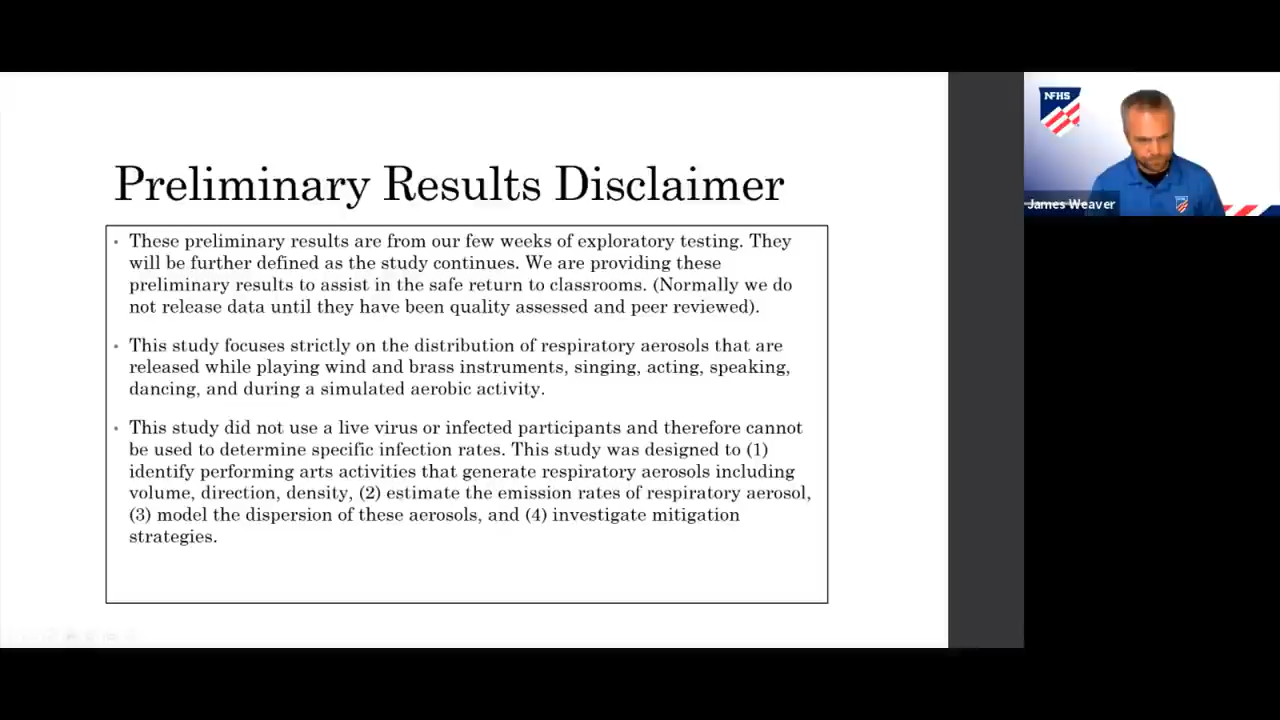 Preliminary Results Disclaimer
• These preliminary results are from our few weeks of exploratory testing. They
will be further defined as the study continues. We are providing these
preliminary results to assist in the safe return to classrooms. (Normally we do
not release data until they have been quality assessed and peer reviewed).
• This study focuses strictly on the distribution of respiratory aerosols that are
released while playing wind and brass instruments, singing, acting, speaking,
dancing, and during a simulated aerobic activity.
• This study did not use a live virus or infected participants and therefore cannot
be used to determine specific infection rates. This study was designed to (1)
identify performing arts activities that generate respiratory aerosols including
volume, direction, density, (2) estimate the emission rates of respiratory aerosol,
(3) model the dispersion of these aerosols, and (4) investigate mitigation
strategies.
NFHS
James Weaver